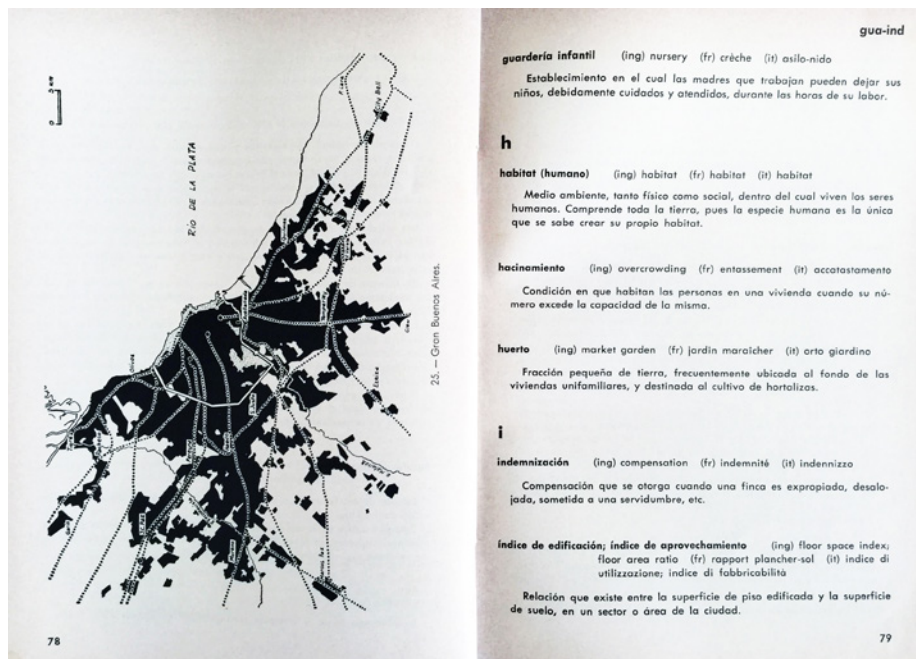 0 5 KM
RÍO DE LA PLATA
25. — Gran Buenos Aires.
78
gua-ind
guardería infantil (ing) nursery (fr) crèche (it) asilo-nido
Establecimiento en el cual las madres que trabajan pueden dejar sus
niños, debidamente cuidados y atendidos, durante las horas de su labor.
h
habitat (humano) (ing) habitat (fr) habitat (it) habitat
Medio ambiente, tanto físico como social, dentro del cual viven los seres
humanos. Comprende toda la tierra, pues la especie humana es la única
que se sabe crear su propio habitat.
hacinamiento (ing) overcrowding (fr) entassement (it) accatastamento
Condición en que habitan las personas en una vivienda cuando su nú-
mero excede la capacidad de la misma.
huerto (ing) market garden (fr) jardin maraîcher (it) orto giardino
Fracción pequeña de tierra, frecuentemente ubicada al fondo de las
viviendas unifamiliares, y destinada al cultivo de hortalizas.
i
indemnización (ing) compensation (fr) indemnité (it) indennizzo
Compensación que se otorga cuando una finca es expropiada, desalo-
jada, sometida a una servidumbre, etc.
índice de edificación; índice de aprovechamiento (ing) floor space index;
floor area ratio (fr) rapport plancher-sol (it) indice di
utilizzazione; indice di fabbricabilità
Relación que existe entre la superficie de piso edificada y la superficie
de suelo, en un sector o área de la ciudad.
79